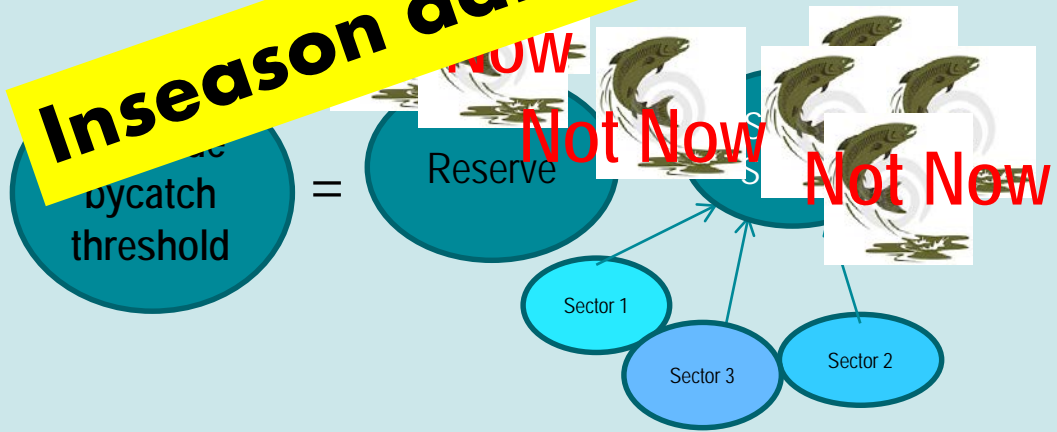 Inseason
Now
Not Now
Not Now
bycatch
threshold
=
Reserve
Sector 1
Sector 3
Sector 2